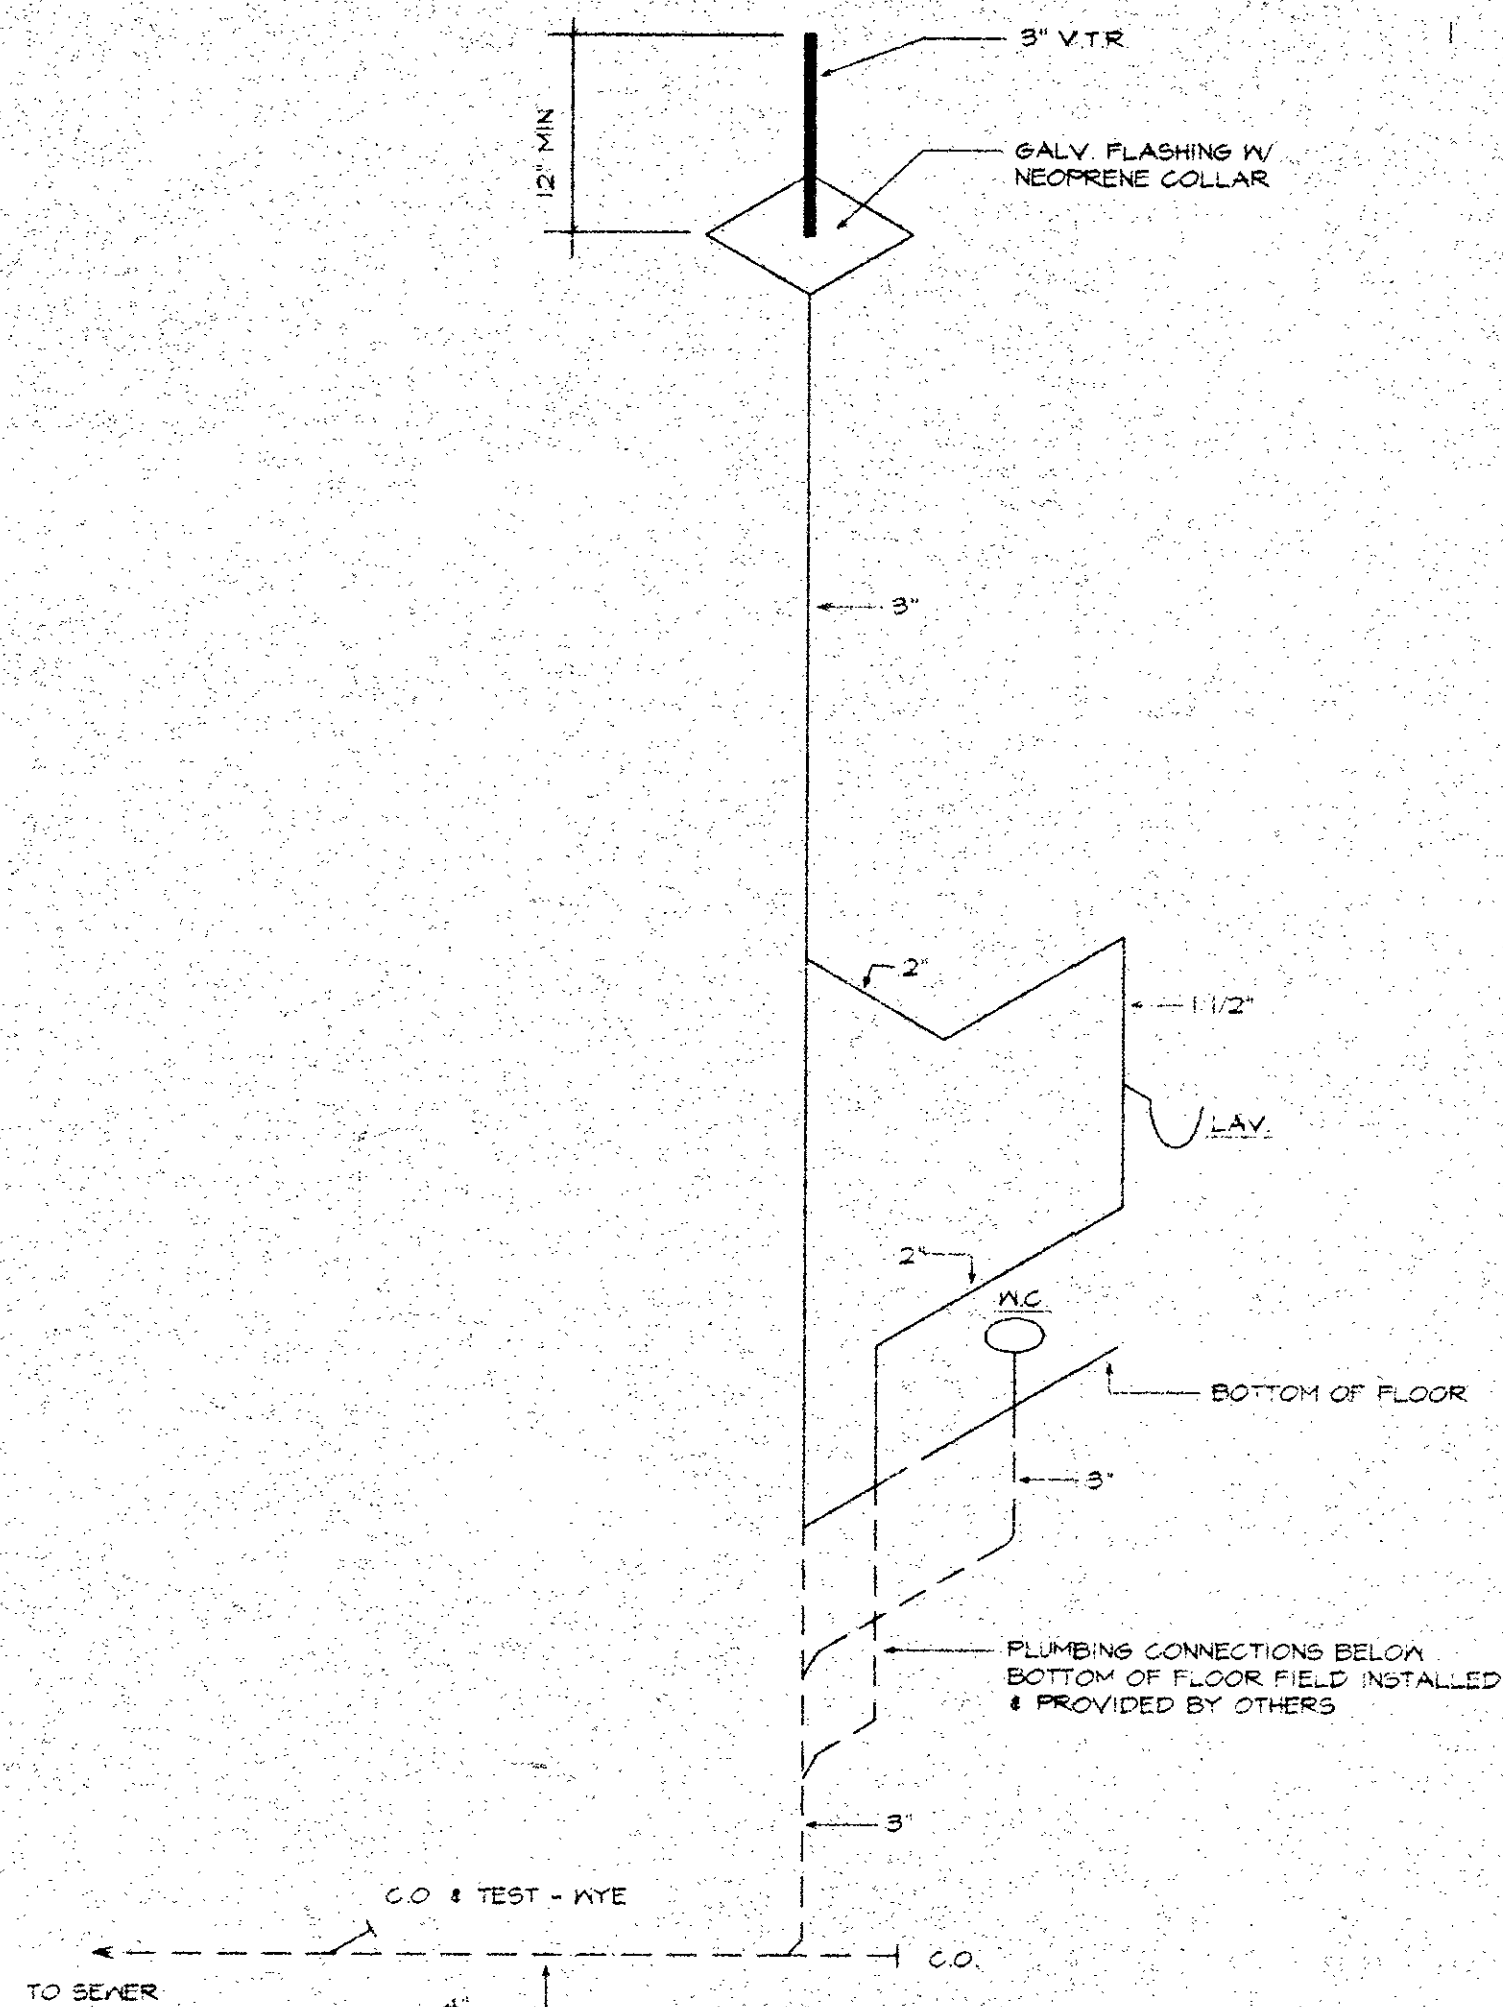 3" V.T.R
12" MIN
GALV. FLASHING W/
NEOPRENE COLLAR
3"
2"
1 1/2"
LAV.
2"
W.C.
BOTTOM OF FLOOR
3"
PLUMBING CONNECTIONS BELOW
BOTTOM OF FLOOR FIELD INSTALLED
& PROVIDED BY OTHERS
3"
C.O & TEST - WYE
C.O.
TO SEWER
4"